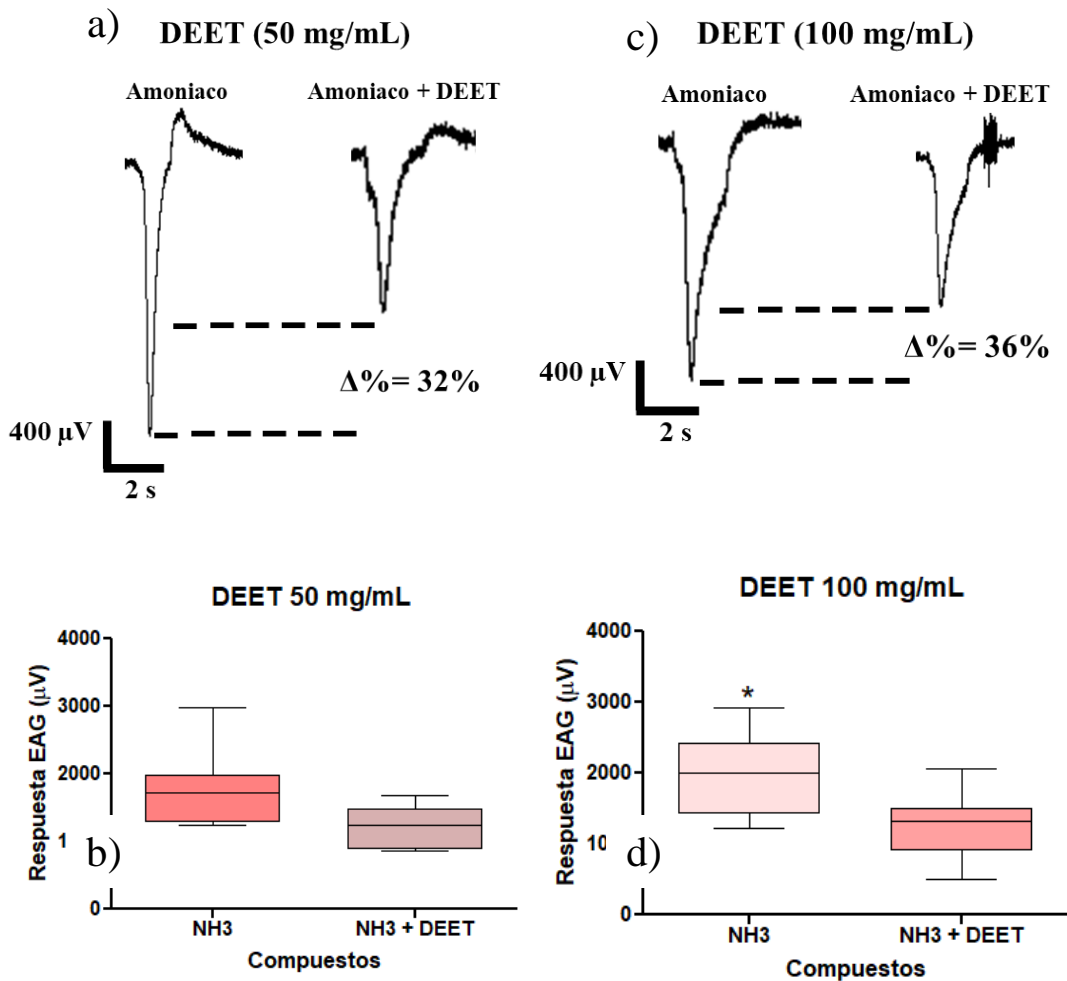 a)
DEET (50 mg/mL)
Amoniaco
Amoniaco + DEET
Δ%= 32%
400 µV
2 s
c)
DEET (100 mg/mL)
Amoniaco
Amoniaco + DEET
Δ%= 36%
400 µV
2 s
b)
DEET 50 mg/mL
Respuesta EAG (µV)
4000
3000
2000
1
0
NH3
NH3 + DEET
Compuestos
d)
DEET 100 mg/mL
Respuesta EAG (µV)
4000
3000
2000
10
0
*
NH3
NH3 + DEET
Compuestos